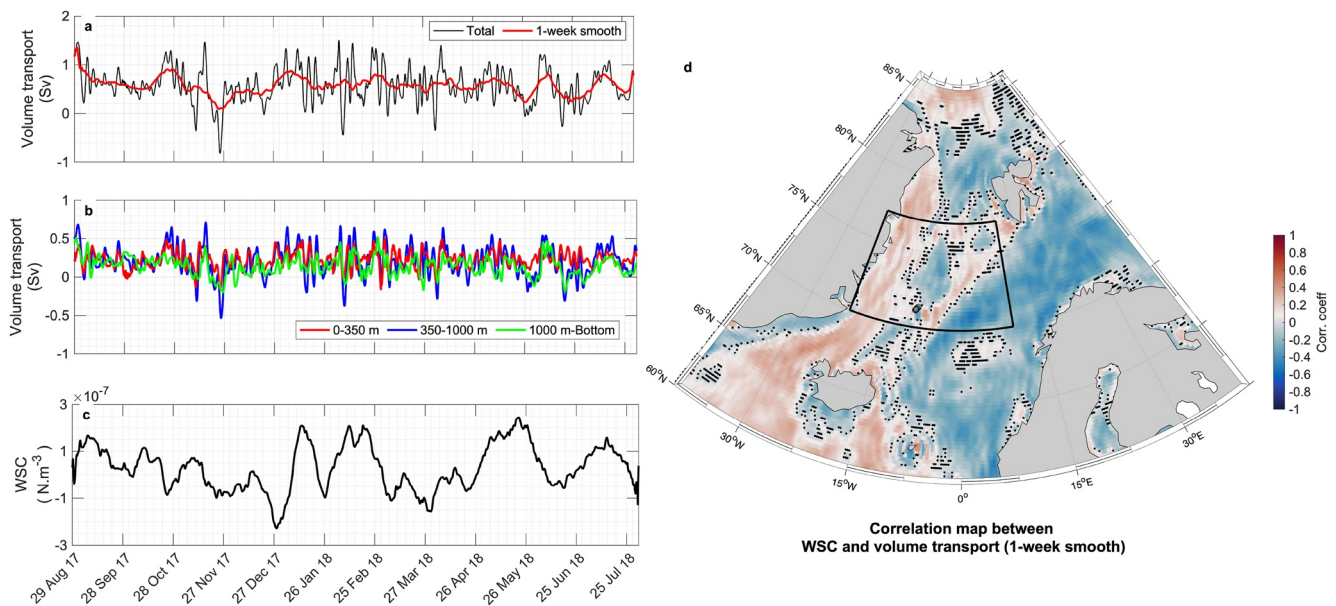 a
Total
1-week smooth
2
1
0
-1
Volume transport
(Sv)
b
1
0.5
0
-0.5
-1
Volume transport
(Sv)
0-350 m
350-1000 m
1000 m-Bottom
×10⁻⁷
c
3
1
-1
-3
WSC
( N.m⁻³)
29 Aug 17
28 Sep 17
28 Oct 17
27 Nov 17
27 Dec 17
26 Jan 18
25 Feb 18
27 Mar 18
26 Apr 18
26 May 18
25 Jun 18
25 Jul 18
d
85°N
80°N
75°N
70°N
65°N
60°N
30°W
15°W
0°
15°E
30°E
1
0.8
0.6
0.4
0.2
0
-0.2
-0.4
-0.6
-0.8
-1
Corr. coeff
Correlation map between
WSC and volume transport (1-week smooth)